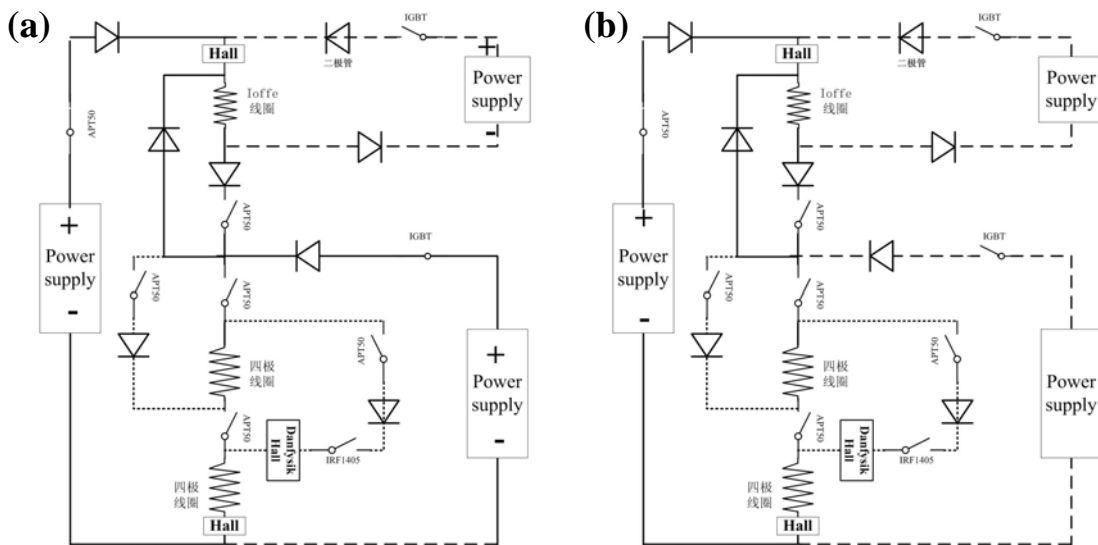 (a)
IGBT
Hall
二极管
+
Power
supply
-
Ioffe
线圈
APT50
APT50
+
Power
supply
-
IGBT
APT50
APT50
APT50
四极
线圈
+
Power
supply
-
APT50
Danfysik
Hall
IRF1405
四极
线圈
Hall
(b)
IGBT
Hall
二极管
Power
supply
Ioffe
线圈
APT50
APT50
+
Power
supply
-
IGBT
APT50
APT50
APT50
四极
线圈
Power
supply
APT50
Danfysik
Hall
IRF1405
四极
线圈
Hall